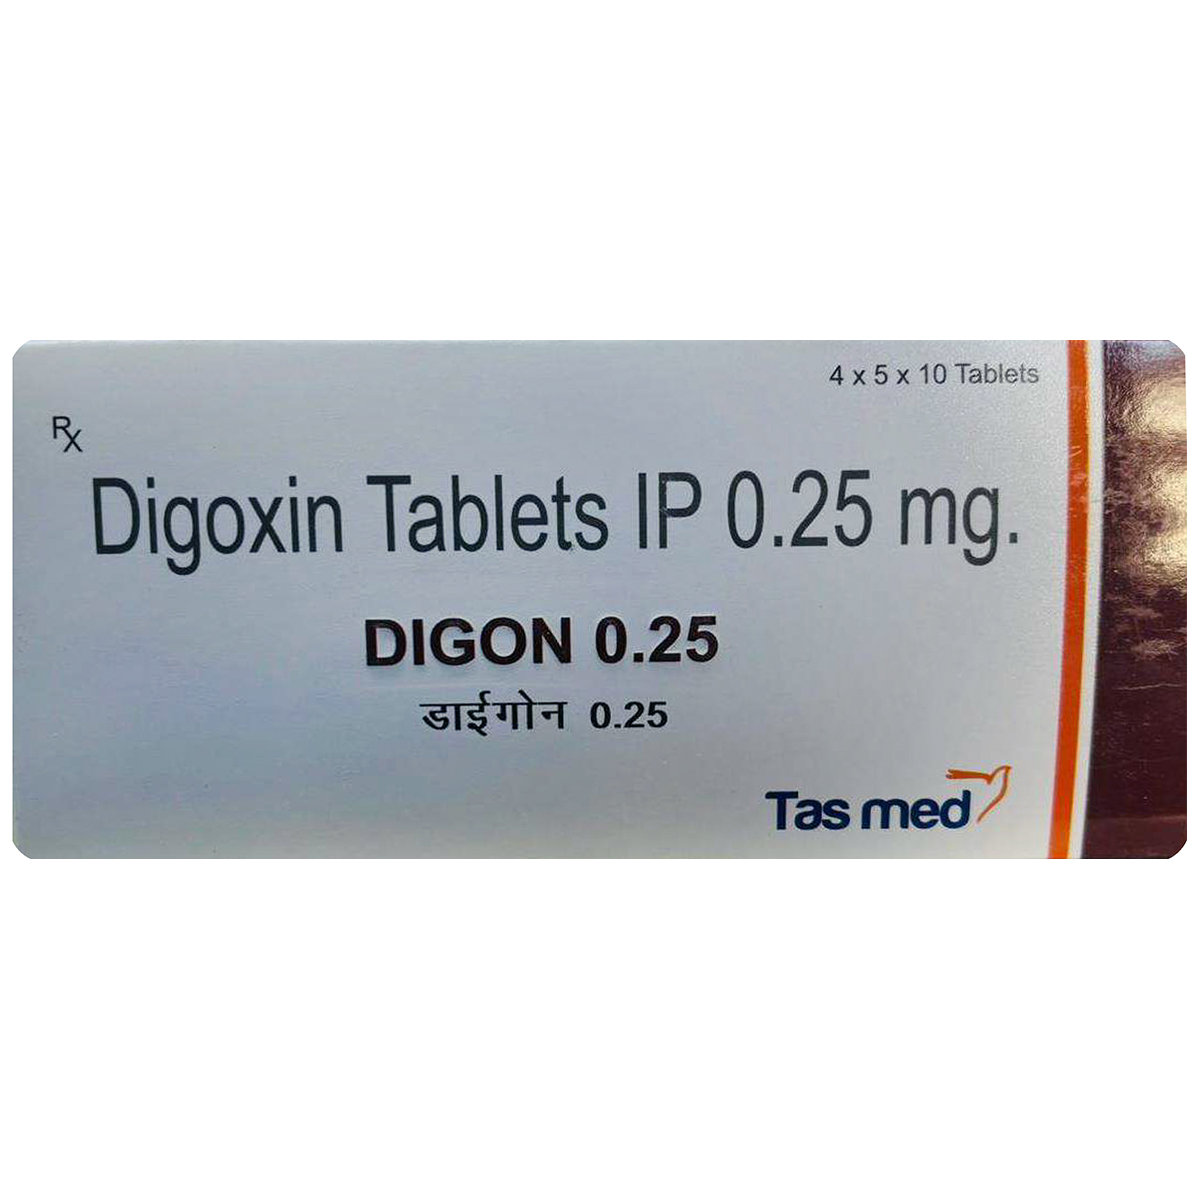 4 x 5 x 10 Tablets
Rx
Digoxin Tablets IP 0.25 mg.
DIGON 0.25
डाईगोन 0.25
Tas med